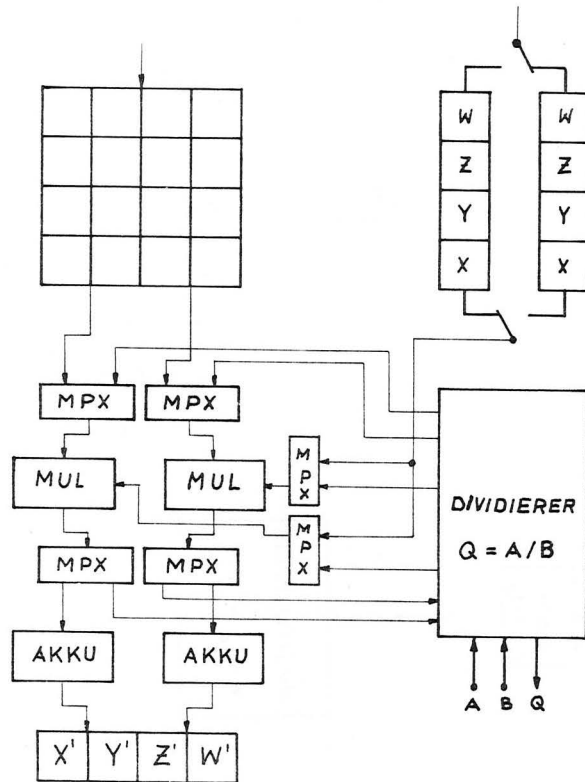 W W
Z Z
Y Y
X X
MPX MPX
MUL MUL
MPX
MPX
MPX MPX
DIVIDIERER
Q = A/B
AKKU AKKU
A B Q
X' Y' Z' W'